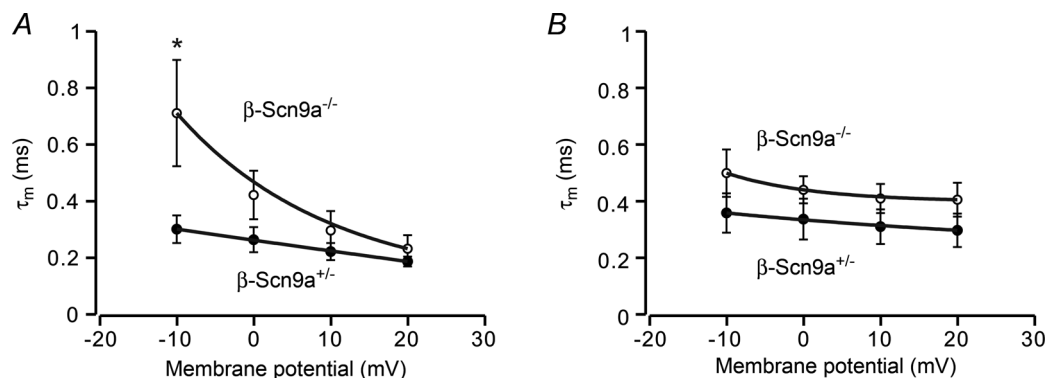 A
1
*
0.8
β-Scn9a-/-
0.6
τm (ms)
0.4
0.2
β-Scn9a+/-
0
-20 -10 0 10 20 30
Membrane potential (mV)
B
1
0.8
β-Scn9a-/-
0.6
τm (ms)
0.4
0.2
β-Scn9a+/-
0
-20 -10 0 10 20 30
Membrane potential (mV)